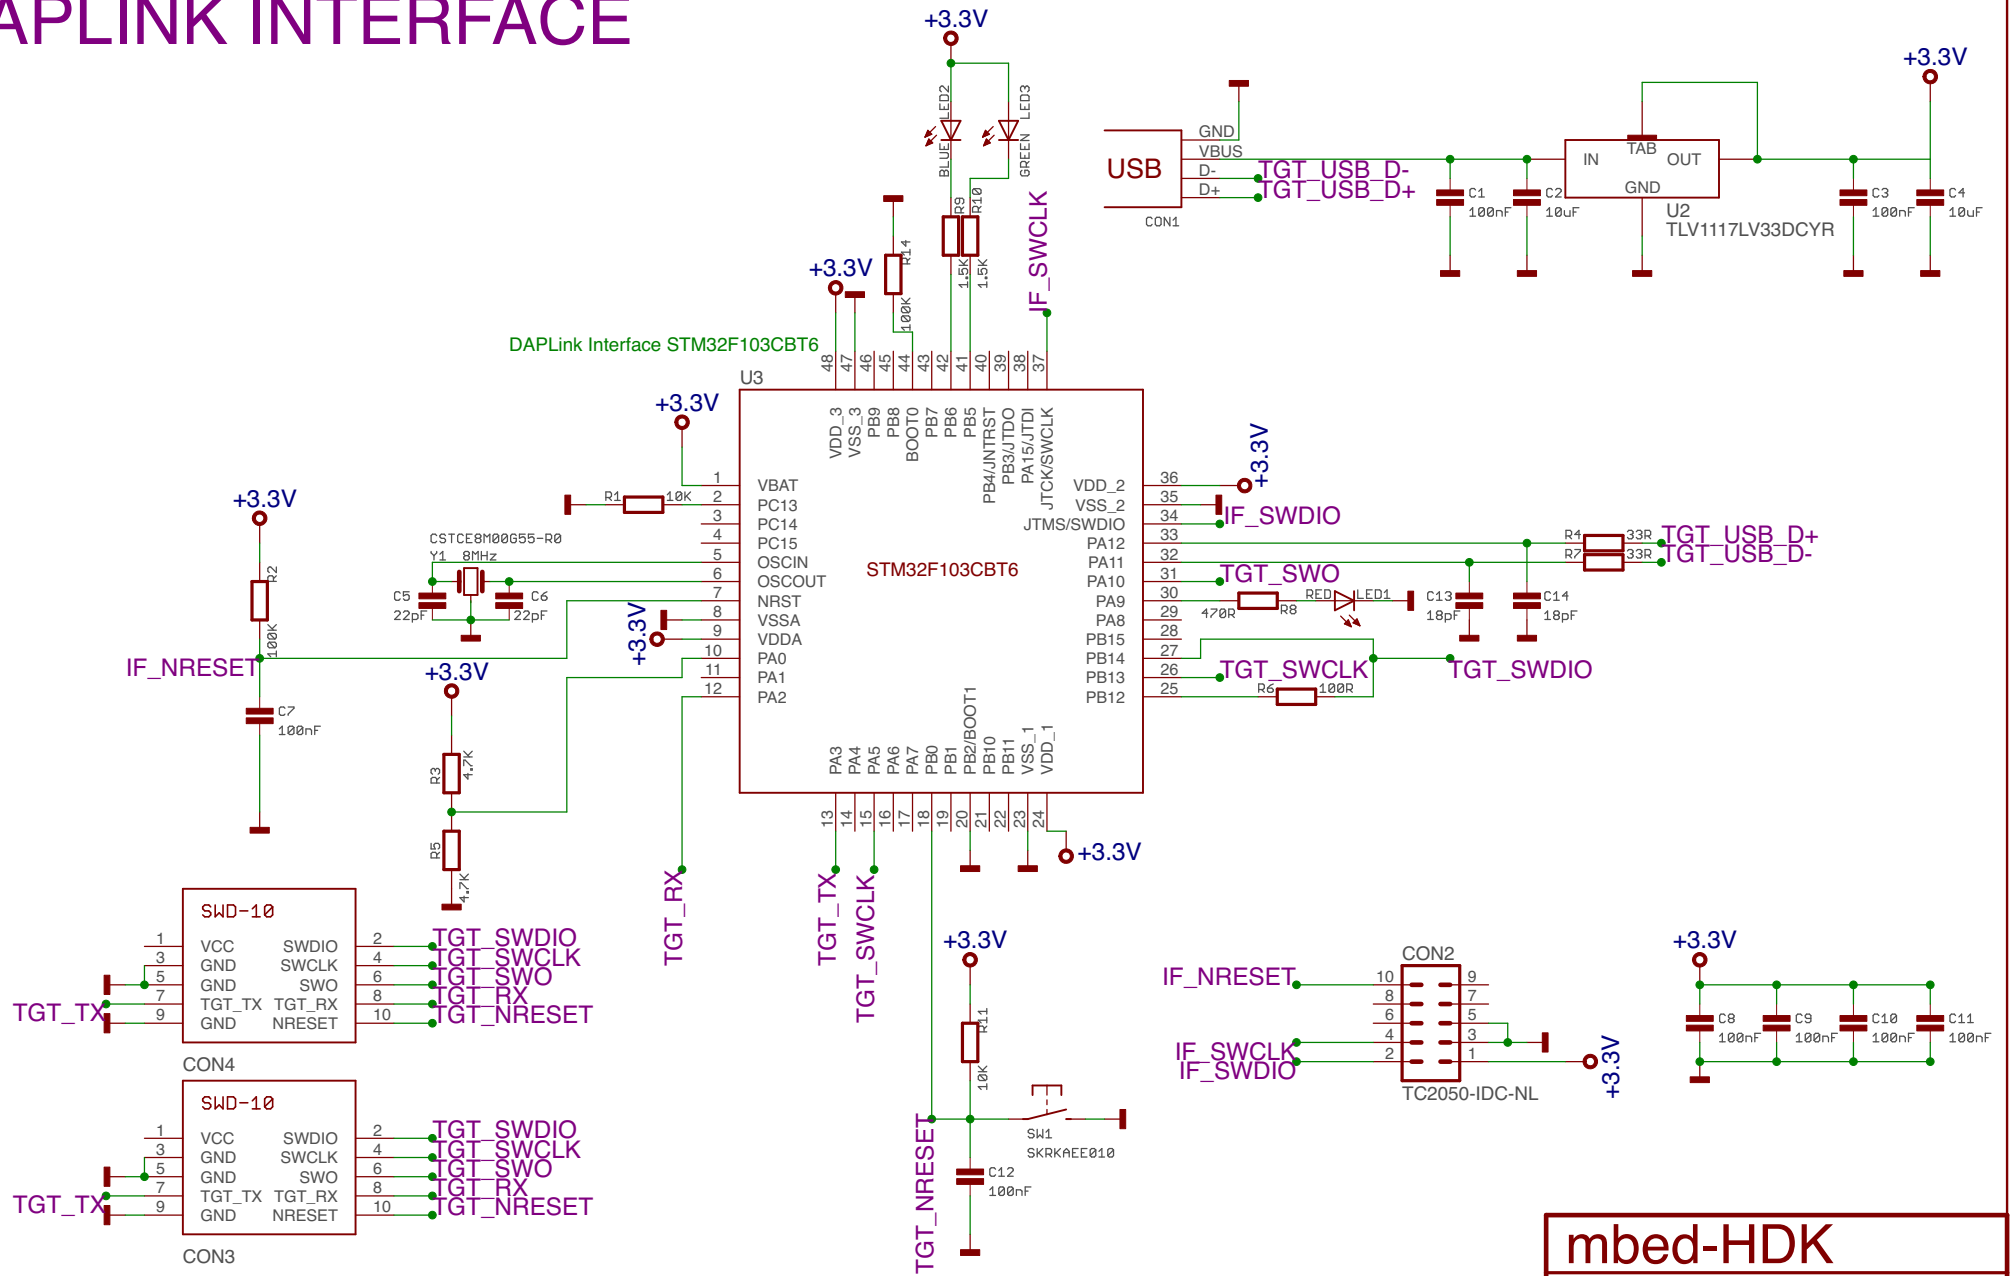 APLINK INTERFACE
+3.3V
LED2
BLUE
LED3
GREEN
R9
1.5K
R10
1.5K
R14
100K
+3.3V
IF_SWCLK
USB
GND
VBUS
D-
D+
CON1
TGT_USB_D-
TGT_USB_D+
C1
100nF
C2
10uF
IN
TAB
OUT
GND
U2
TLV1117LV33DCYR
C3
100nF
C4
10uF
+3.3V
DAPLink Interface STM32F103CBT6
U3
48
47
46
45
44
43
42
41
40
39
38
37
VDD_3
VSS_3
PB9
PB8
BOOT0
PB7
PB6
PB5
PB4/JNTRST
PB3/JTDO
PA15/JTDI
JTCK/SWCLK
+3.3V
R1
10K
1 VBAT
2 PC13
3 PC14
4 PC15
5 OSCIN
6 OSCOUT
7 NRST
8 VSSA
9 VDDA
10 PA0
11 PA1
12 PA2
STM32F103CBT6
VDD_2 36
VSS_2 35
JTMS/SWDIO 34
PA12 33
PA11 32
PA10 31
PA9 30
PA8 29
PB15 28
PB14 27
PB13 26
PB12 25
+3.3V
IF_SWDIO
R4 33R TGT_USB_D+
R7 33R TGT_USB_D-
TGT_SWO
470R R8
RED LED1
C13
18pF
C14
18pF
TGT_SWCLK
TGT_SWDIO
R6 100R
+3.3V
R2
100K
CSTCE8M00G55-R0
Y1 8MHz
C5
22pF
C6
22pF
+3.3V
IF_NRESET
C7
100nF
+3.3V
R3
4.7K
R5
4.7K
PA3
PA4
PA5
PA6
PA7
PB0
PB1
PB2/BOOT1
PB10
PB11
VSS_1
VDD_1
13
14
15
16
17
18
19
20
21
22
23
24
+3.3V
TGT_RX
TGT_TX
TGT_SWCLK
SWD-10
1 VCC SWDIO 2 TGT_SWDIO
3 GND SWCLK 4 TGT_SWCLK
5 GND SWO 6 TGT_SWO
TGT_TX 7 TGT_TX TGT_RX 8 TGT_RX
9 GND NRESET 10 TGT_NRESET
CON4
SWD-10
1 VCC SWDIO 2 TGT_SWDIO
3 GND SWCLK 4 TGT_SWCLK
5 GND SWO 6 TGT_SWO
TGT_TX 7 TGT_TX TGT_RX 8 TGT_RX
9 GND NRESET 10 TGT_NRESET
CON3
+3.3V
R11
10K
TGT_NRESET
SW1
SKRKAEE010
C12
100nF
CON2
IF_NRESET 10 9
8 7
6 5
IF_SWCLK 4 3
IF_SWDIO 2 1
+3.3V
TC2050-IDC-NL
+3.3V
C8
100nF
C9
100nF
C10
100nF
C11
100nF
mbed-HDK